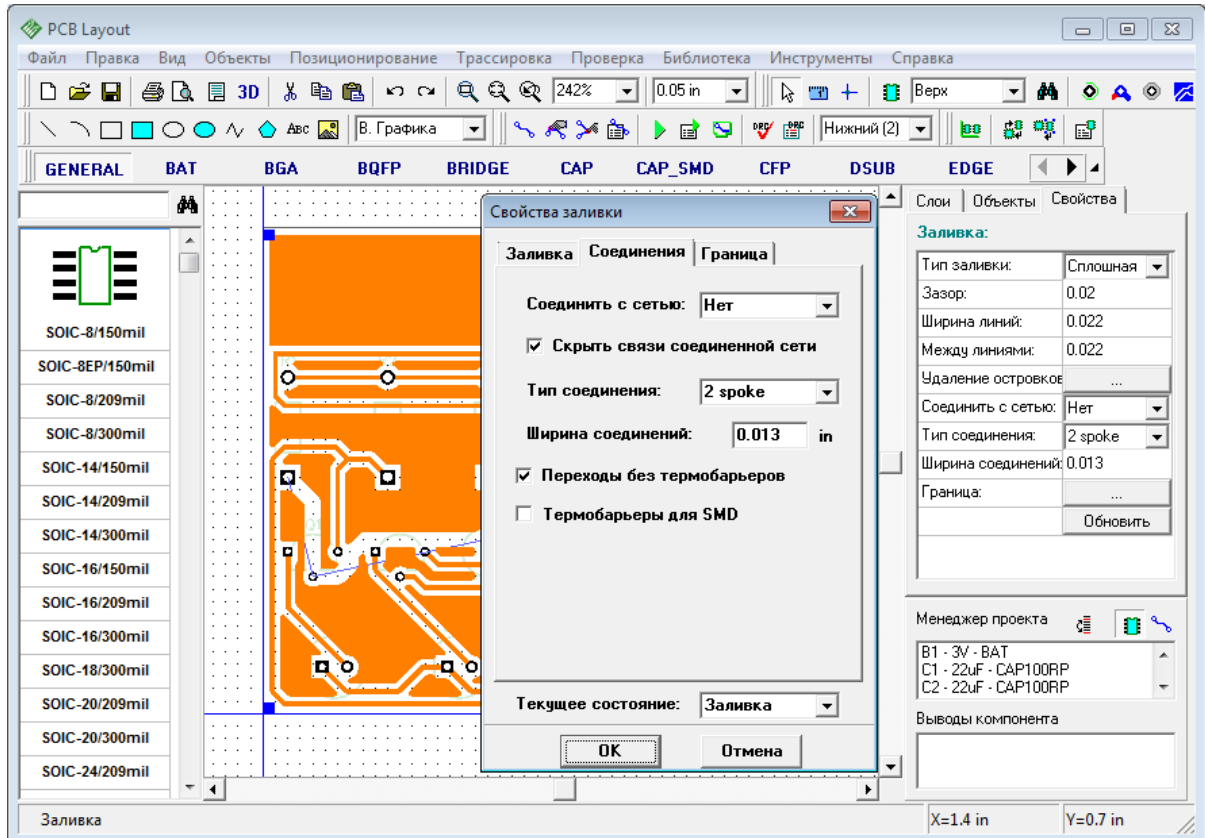 PCB Layout
Файл Правка Вид Объекты Позиционирование Трассировка Проверка Библиотека Инструменты Справка
3D 242% 0.05 in Верх
ABC В. Графика DRC DRC Нижний (2)
GENERAL BAT BGA BQFP BRIDGE CAP CAP_SMD CFP DSUB EDGE
SOIC-8/150mil
SOIC-8EP/150mil
SOIC-8/209mil
SOIC-8/300mil
SOIC-14/150mil
SOIC-14/209mil
SOIC-14/300mil
SOIC-16/150mil
SOIC-16/209mil
SOIC-16/300mil
SOIC-18/300mil
SOIC-20/209mil
SOIC-20/300mil
SOIC-24/209mil
Свойства заливки
Заливка Соединения Граница
Соединить с сетью: Нет
Скрыть связи соединенной сети
Тип соединения: 2 spoke
Ширина соединений: 0.013 in
Переходы без термобарьеров
Термобарьеры для SMD
Текущее состояние: Заливка
OK Отмена
Слои Объекты Свойства
Заливка:
Тип заливки: Сплошная
Зазор: 0.02
Ширина линий: 0.022
Между линиями: 0.022
Удаление островков ...
Соединить с сетью: Нет
Тип соединения: 2 spoke
Ширина соединений: 0.013
Граница: ...
Обновить
Менеджер проекта
B1 - 3V - BAT
C1 - 22uF - CAP100RP
C2 - 22uF - CAP100RP
Выводы компонента
Заливка X=1.4 in Y=0.7 in